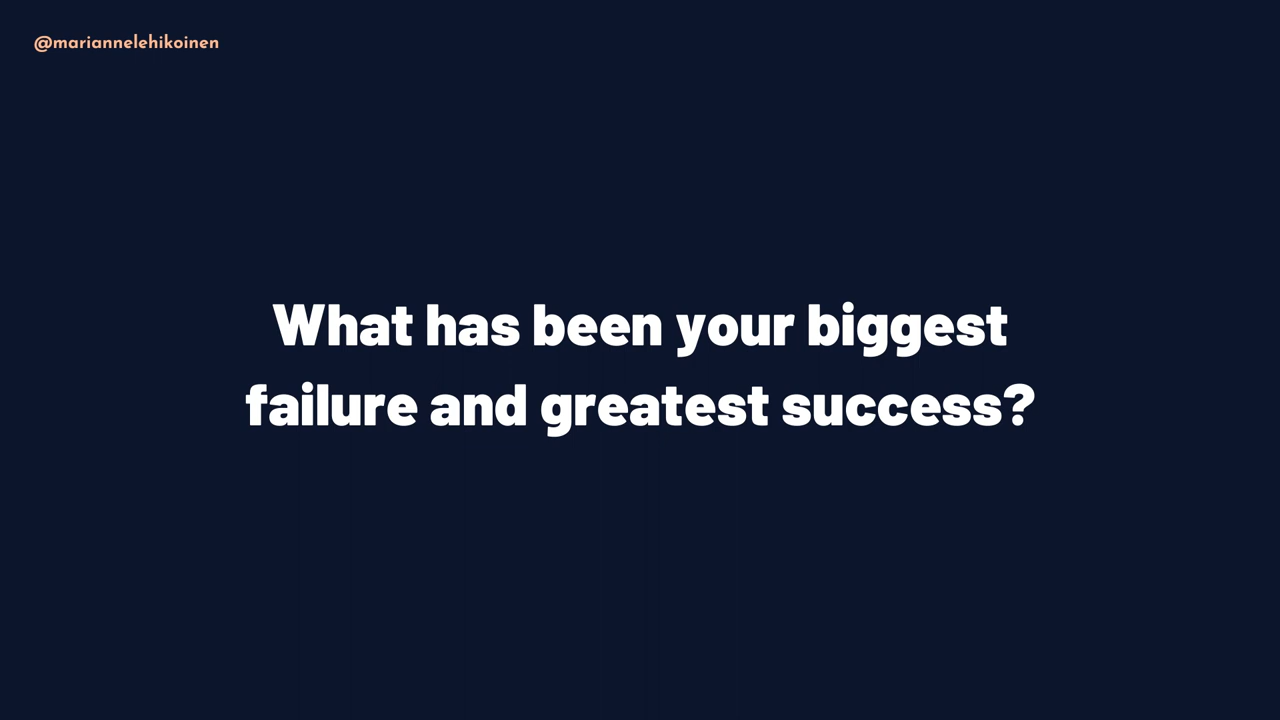 @mariannelehikoinen
What has been your biggest
failure and greatest success?